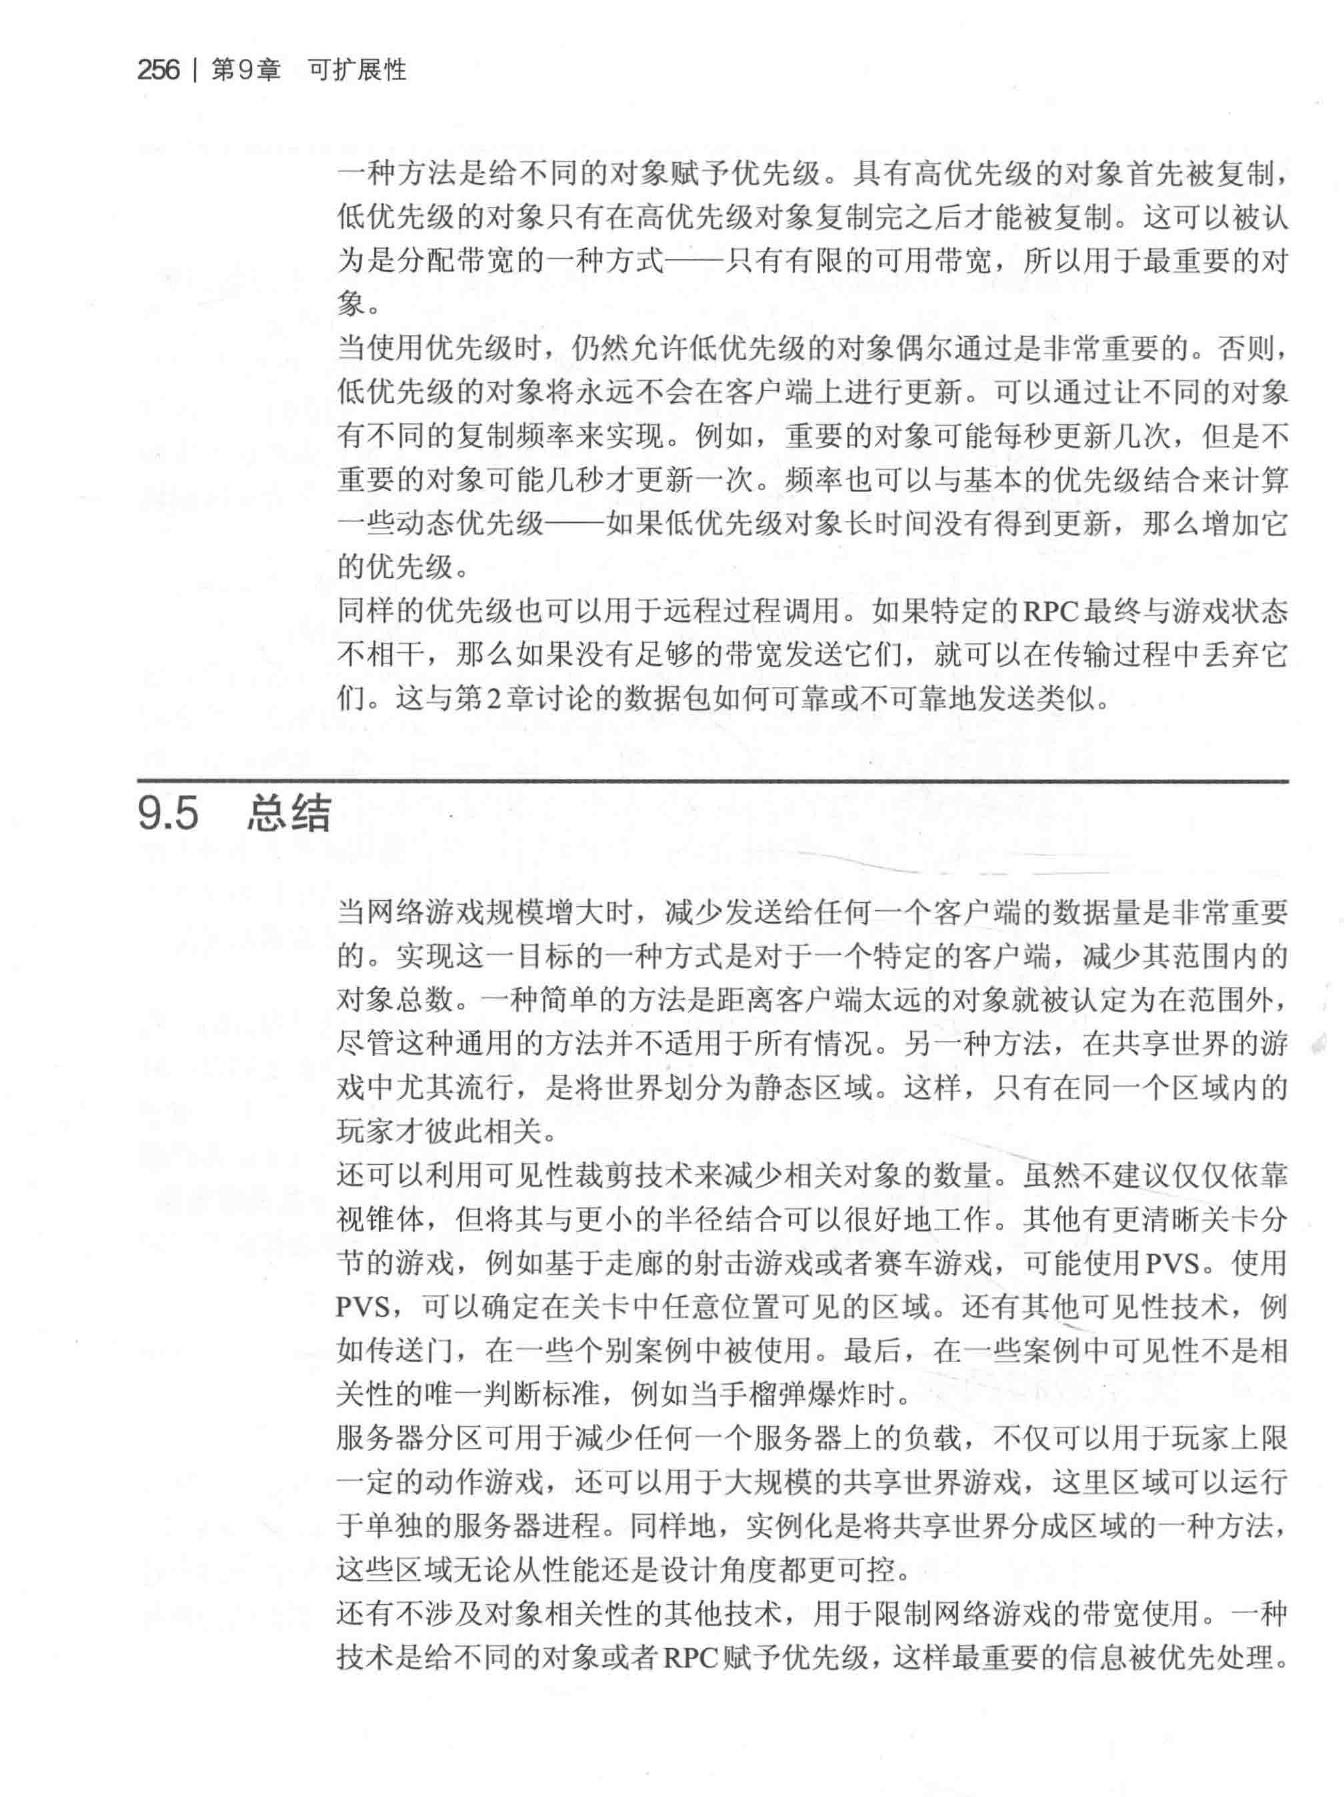 256 | 第9章 可扩展性
一种方法是给不同的对象赋予优先级。具有高优先级的对象首先被复制，
低优先级的对象只有在高优先级对象复制完之后才能被复制。这可以被认
为是分配带宽的一种方式——只有有限的可用带宽，所以用于最重要的对
象。
当使用优先级时，仍然允许低优先级的对象偶尔通过是非常重要的。否则，
低优先级的对象将永远不会在客户端上进行更新。可以通过让不同的对象
有不同的复制频率来实现。例如，重要的对象可能每秒更新几次，但是不
重要的对象可能几秒才更新一次。频率也可以与基本的优先级结合来计算
一些动态优先级——如果低优先级对象长时间没有得到更新，那么增加它
的优先级。
同样的优先级也可以用于远程过程调用。如果特定的RPC最终与游戏状态
不相干，那么如果没有足够的带宽发送它们，就可以在传输过程中丢弃它
们。这与第2章讨论的数据包如何可靠或不可靠地发送类似。
9.5 总结
当网络游戏规模增大时，减少发送给任何一个客户端的数据量是非常重要
的。实现这一目标的一种方式是对于一个特定的客户端，减少其范围内的
对象总数。一种简单的方法是距离客户端太远的对象就被认定为在范围外，
尽管这种通用的方法并不适用于所有情况。另一种方法，在共享世界的游
戏中尤其流行，是将世界划分为静态区域。这样，只有在同一个区域内的
玩家才彼此相关。
还可以利用可见性裁剪技术来减少相关对象的数量。虽然不建议仅仅依靠
视锥体，但将其与更小的半径结合可以很好地工作。其他有更清晰关卡分
节的游戏，例如基于走廊的射击游戏或者赛车游戏，可能使用PVS。使用
PVS，可以确定在关卡中任意位置可见的区域。还有其他可见性技术，例
如传送门，在一些个别案例中被使用。最后，在一些案例中可见性不是相
关性的唯一判断标准，例如当手榴弹爆炸时。
服务器分区可用于减少任何一个服务器上的负载，不仅可以用于玩家上限
一定的动作游戏，还可以用于大规模的共享世界游戏，这里区域可以运行
于单独的服务器进程。同样地，实例化是将共享世界分成区域的一种方法，
这些区域无论从性能还是设计角度都更可控。
还有不涉及对象相关性的其他技术，用于限制网络游戏的带宽使用。一种
技术是给不同的对象或者RPC赋予优先级，这样最重要的信息被优先处理。